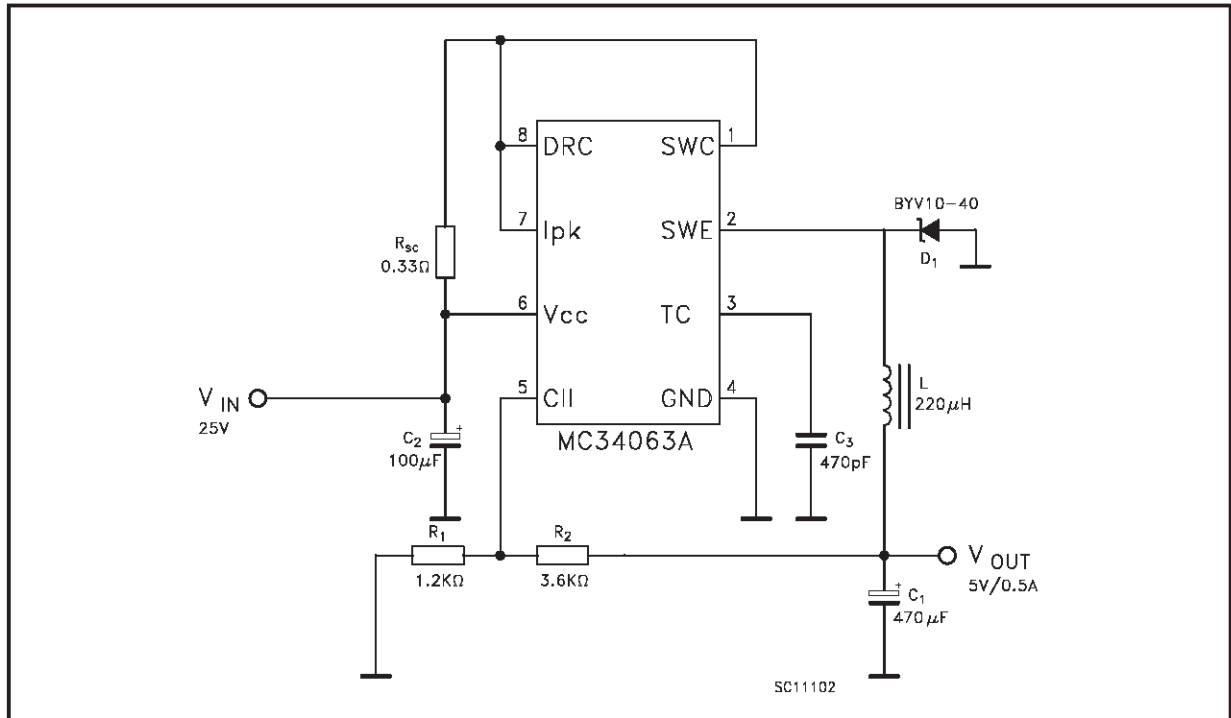 8 DRC SWC 1
7 Ipk SWE 2
BYV10-40
D1
Rsc
0.33Ω
6 Vcc TC 3
5 CII GND 4
MC34063A
V IN
25V
C2 +
100μF
L
220μH
C3
470pF
R1
1.2KΩ
R2
3.6KΩ
V OUT
5V/0.5A
C1 +
470μF
SC11102